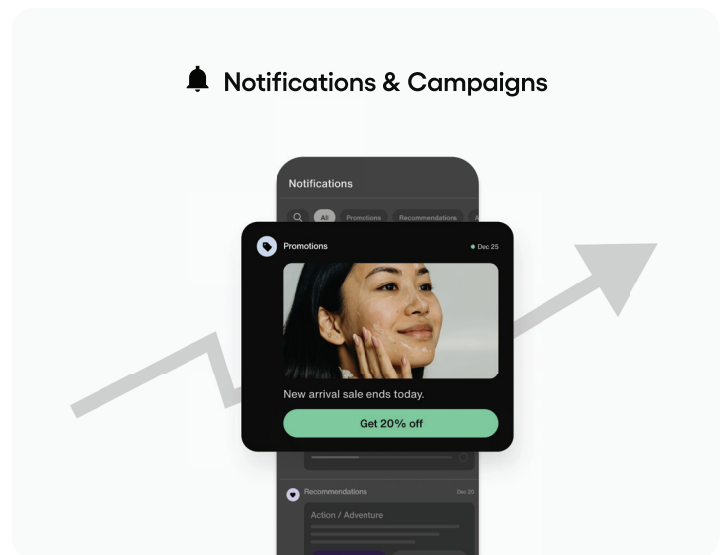 Notifications & Campaigns
Notifications
All Promotions Recommendations A
Promotions
Dec 25
New arrival sale ends today.
Get 20% off
Recommendations
Dec 20
Action / Adventure